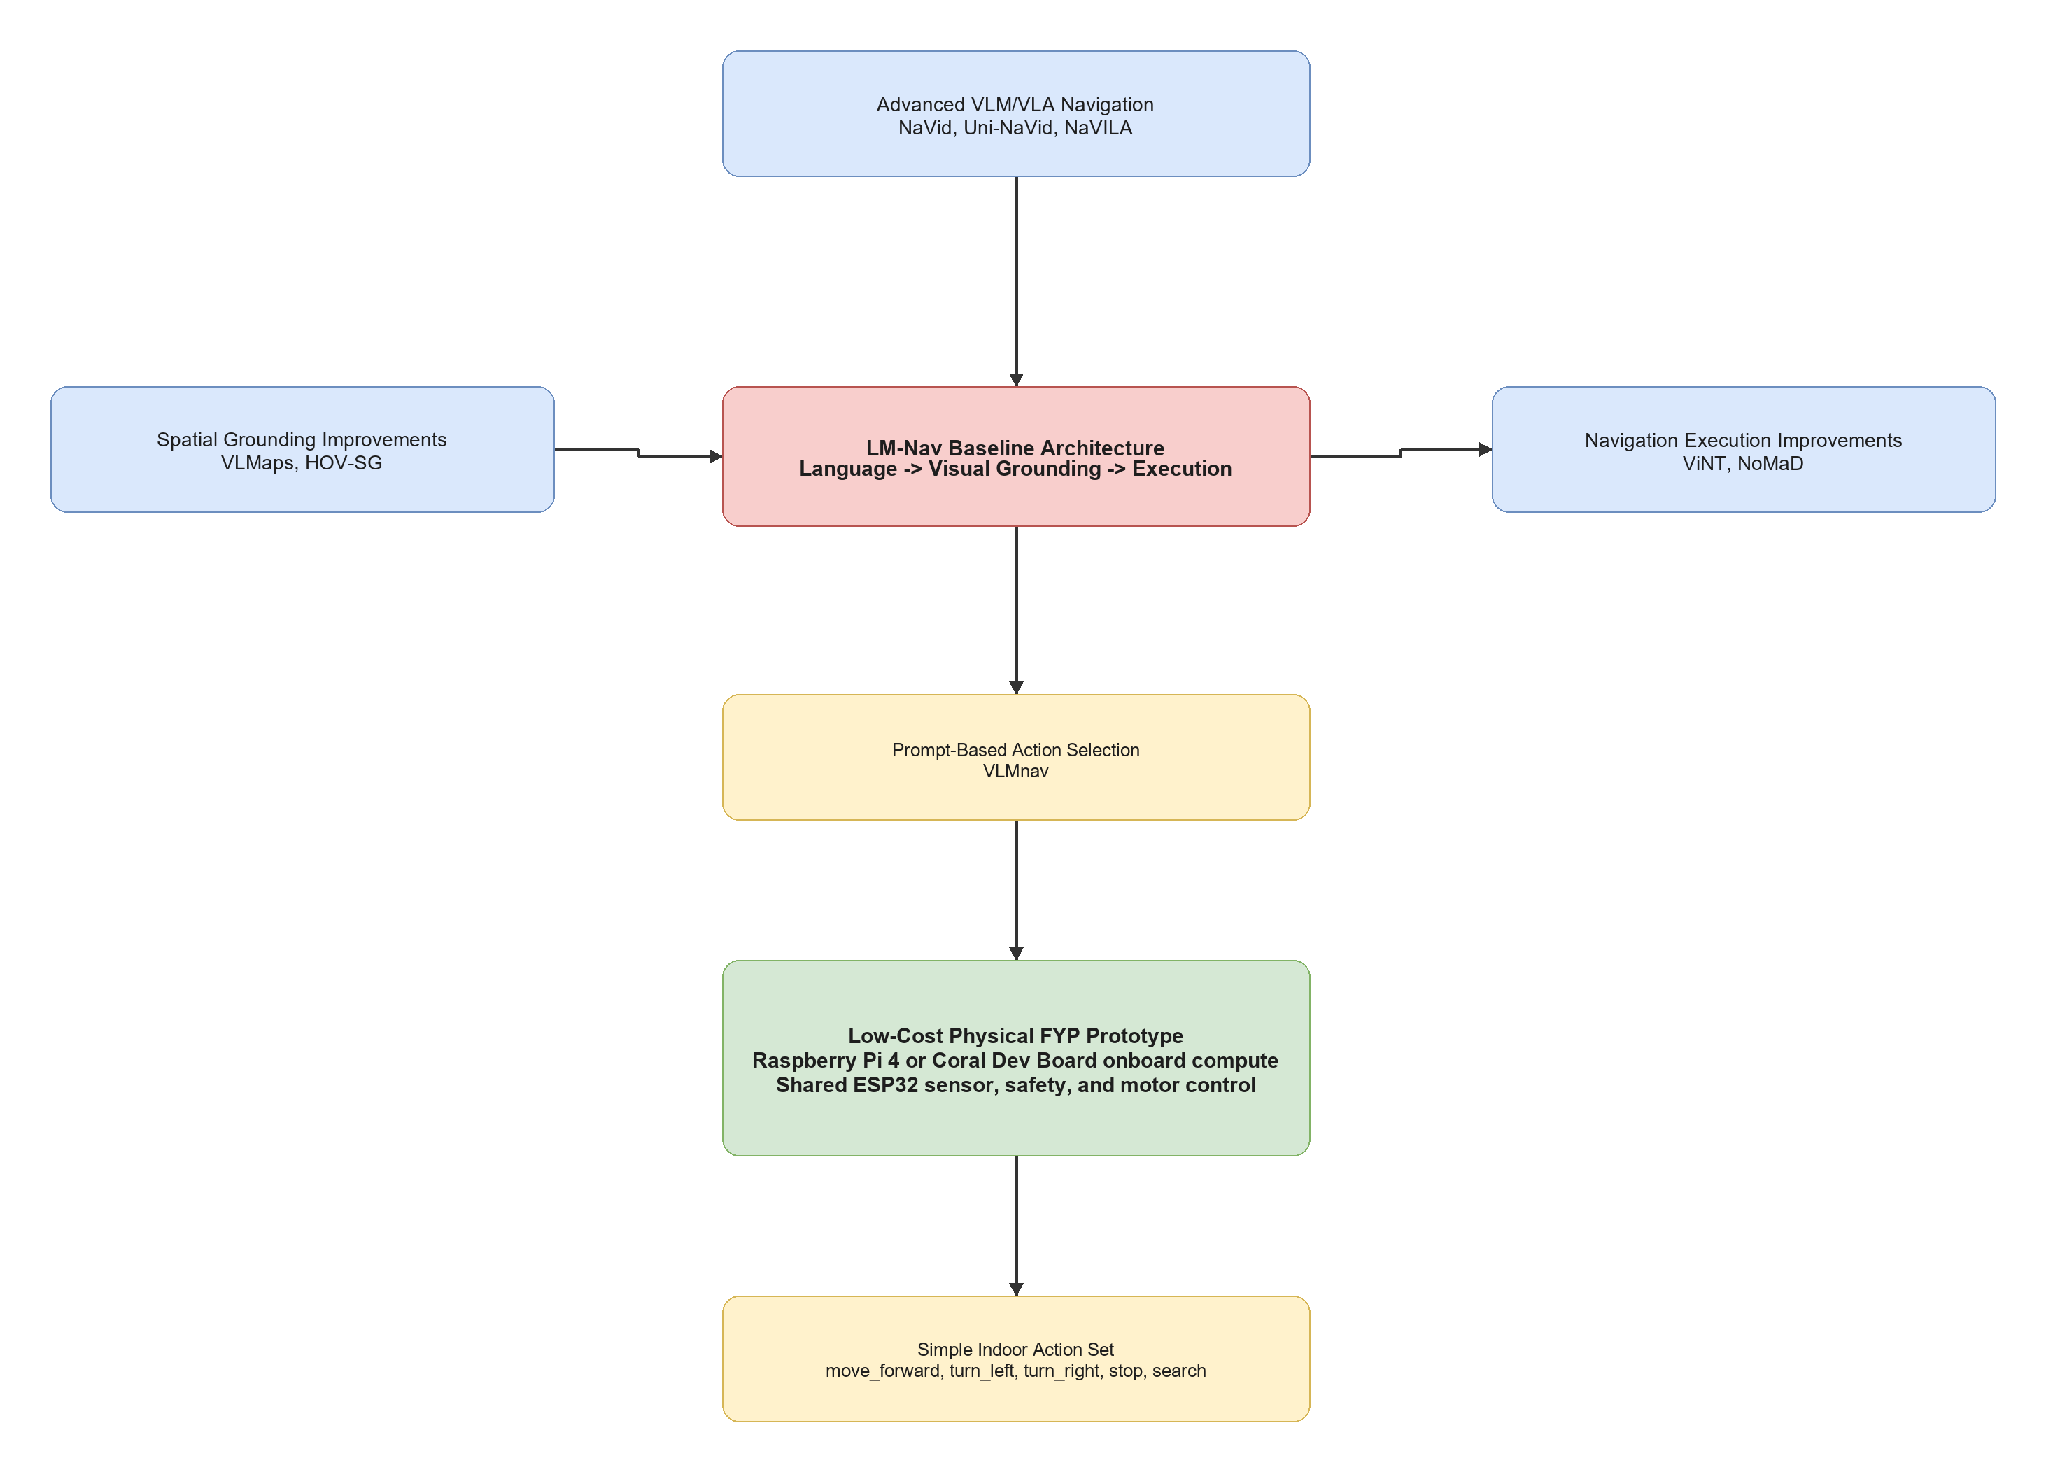 Advanced VLM/VLA Navigation
NaVid, Uni-NaVid, NaVILA
Spatial Grounding Improvements
VLMaps, HOV-SG
LM-Nav Baseline Architecture
Language -> Visual Grounding -> Execution
Navigation Execution Improvements
ViNT, NoMaD
Prompt-Based Action Selection
VLMnav
Low-Cost Physical FYP Prototype
Raspberry Pi 4 or Coral Dev Board onboard compute
Shared ESP32 sensor, safety, and motor control
Simple Indoor Action Set
move_forward, turn_left, turn_right, stop, search